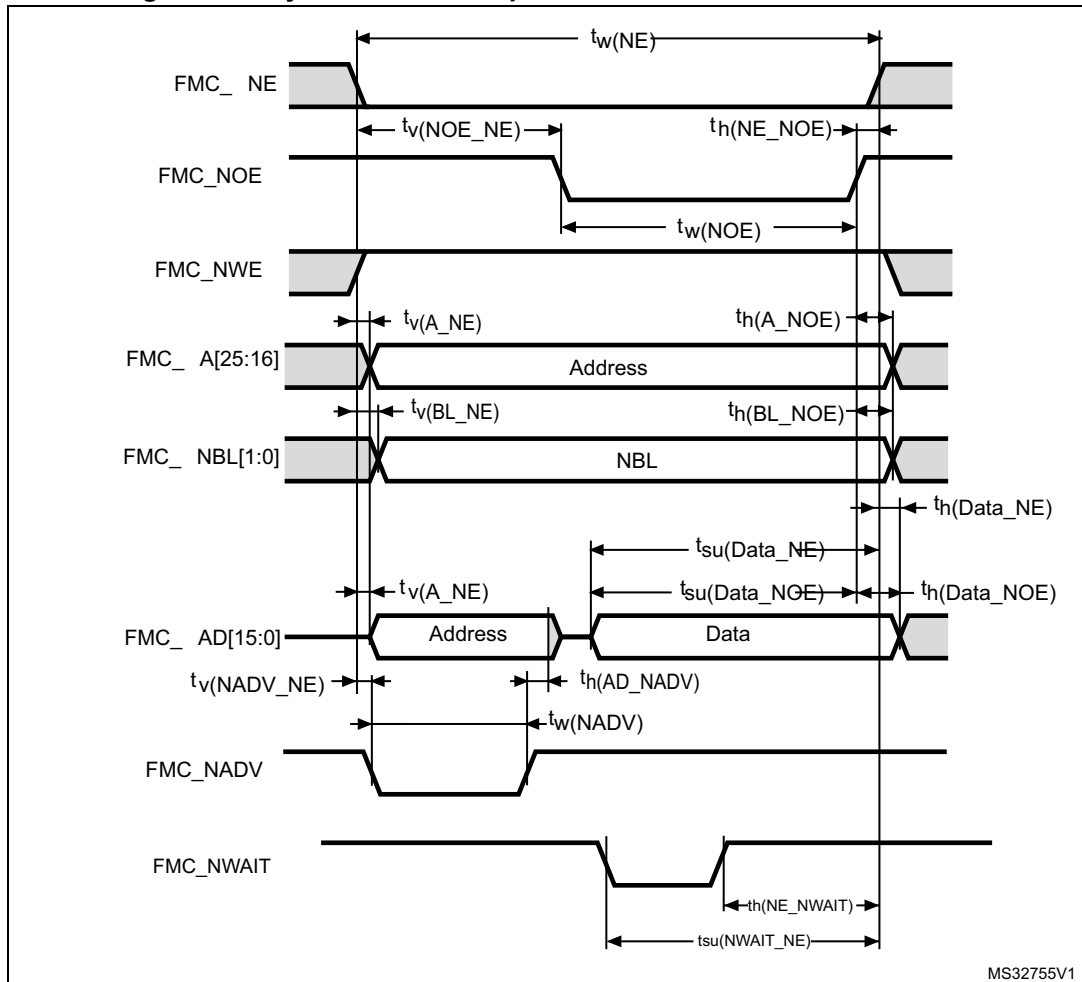 tw(NE)
FMC_ NE
tv(NOE_NE)
th(NE_NOE)
FMC_NOE
tw(NOE)
FMC_NWE
tv(A_NE)
th(A_NOE)
FMC_ A[25:16]
Address
tv(BL_NE)
th(BL_NOE)
FMC_ NBL[1:0]
NBL
th(Data_NE)
tsu(Data_NE)
tv(A_NE)
tsu(Data_NOE)
th(Data_NOE)
FMC_ AD[15:0]
Address
Data
tv(NADV_NE)
th(AD_NADV)
tw(NADV)
FMC_NADV
FMC_NWAIT
th(NE_NWAIT)
tsu(NWAIT_NE)
MS32755V1